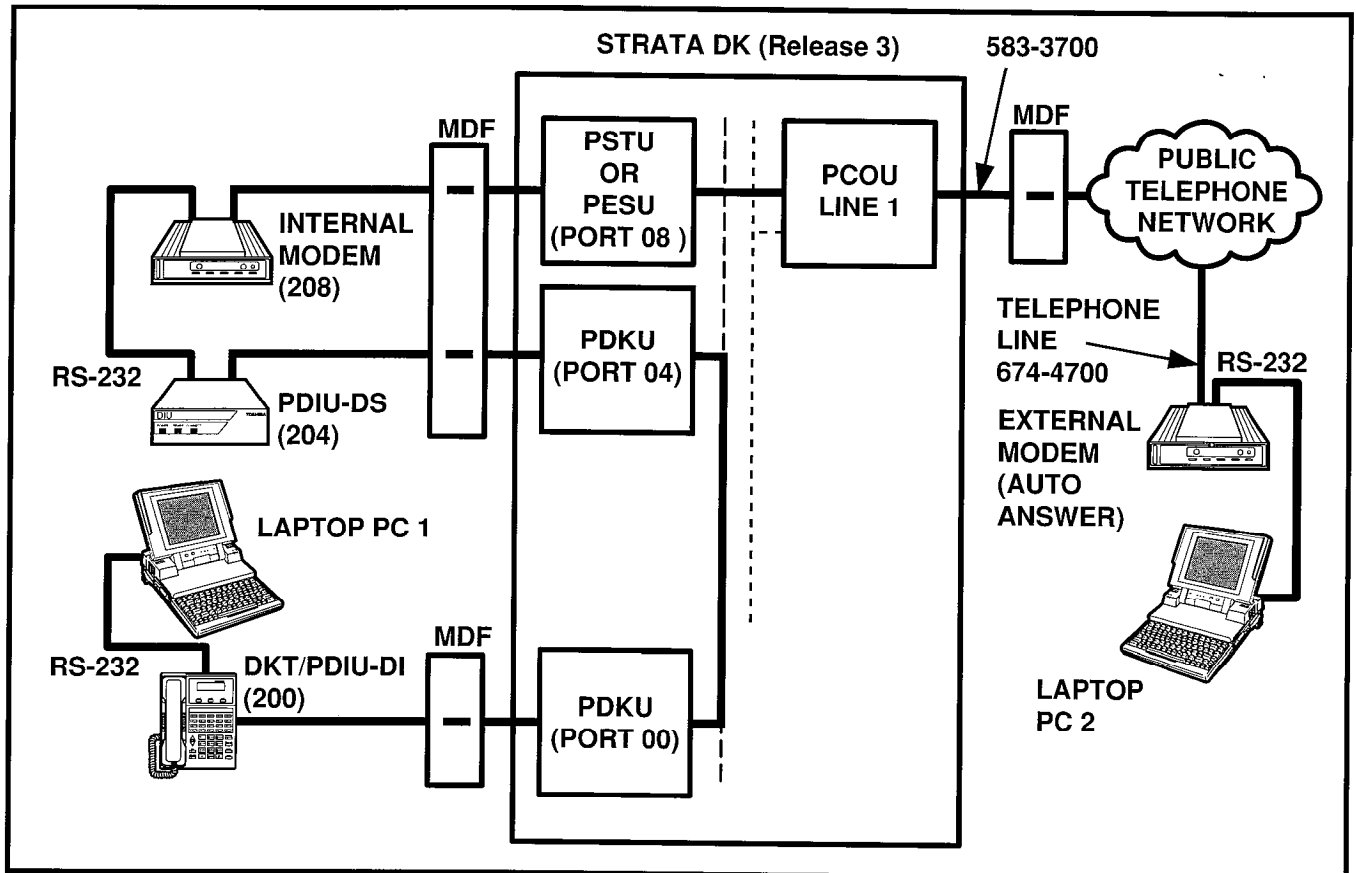 STRATA DK (Release 3)
583-3700
MDF
PSTU
OR
PESU
(PORT 08 )
PCOU
LINE 1
MDF
PUBLIC
TELEPHONE
NETWORK
INTERNAL
MODEM
(208)
PDKU
(PORT 04)
TELEPHONE
LINE
674-4700
RS-232
RS-232
DIU
TOSHIBA
PDIU-DS
(204)
EXTERNAL
MODEM
(AUTO
ANSWER)
LAPTOP PC 1
RS-232
DKT/PDIU-DI
(200)
MDF
PDKU
(PORT 00)
LAPTOP
PC 2